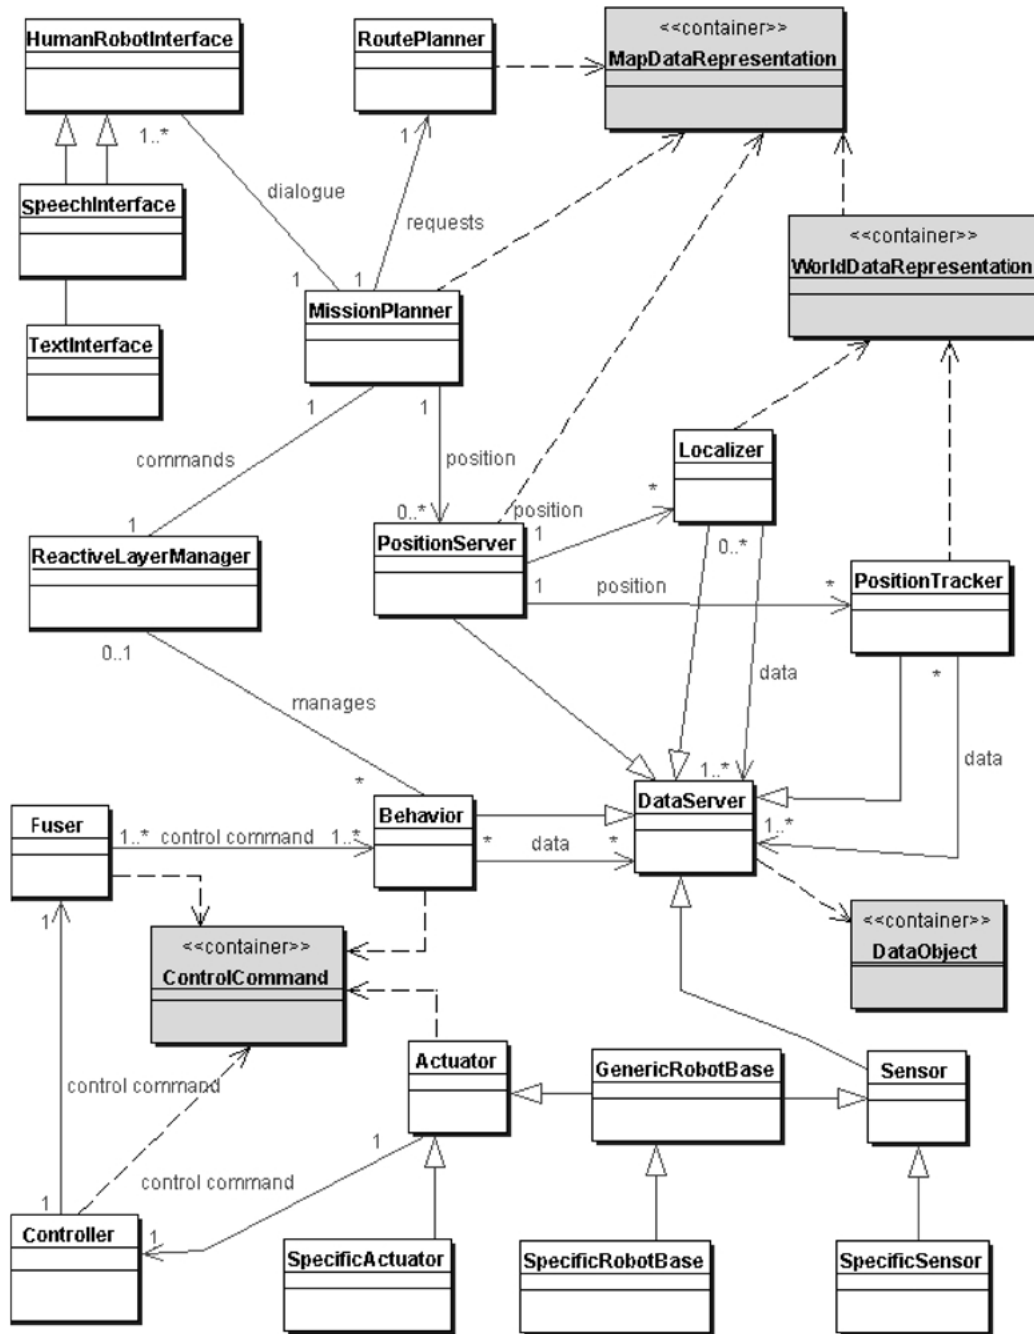 HumanRobotInterface
RoutePlanner
<<container>>
MapDataRepresentation
1..*
1
SpeechInterface
dialogue
requests
<<container>>
WorldDataRepresentation
1
1
MissionPlanner
TextInterface
1
1
commands
position
Localizer
*
0..*
position
1
1
0..*
ReactiveLayerManager
PositionServer
PositionTracker
1
position
*
0..1
*
data
manages
data
*
1..*
DataServer
Fuser
Behavior
1..*
control command
1..*
*
data
*
1..*
1
<<container>>
ControlCommand
<<container>>
DataObject
Actuator
GenericRobotBase
Sensor
control command
1
control command
1
1
Controller
SpecificActuator
SpecificRobotBase
SpecificSensor